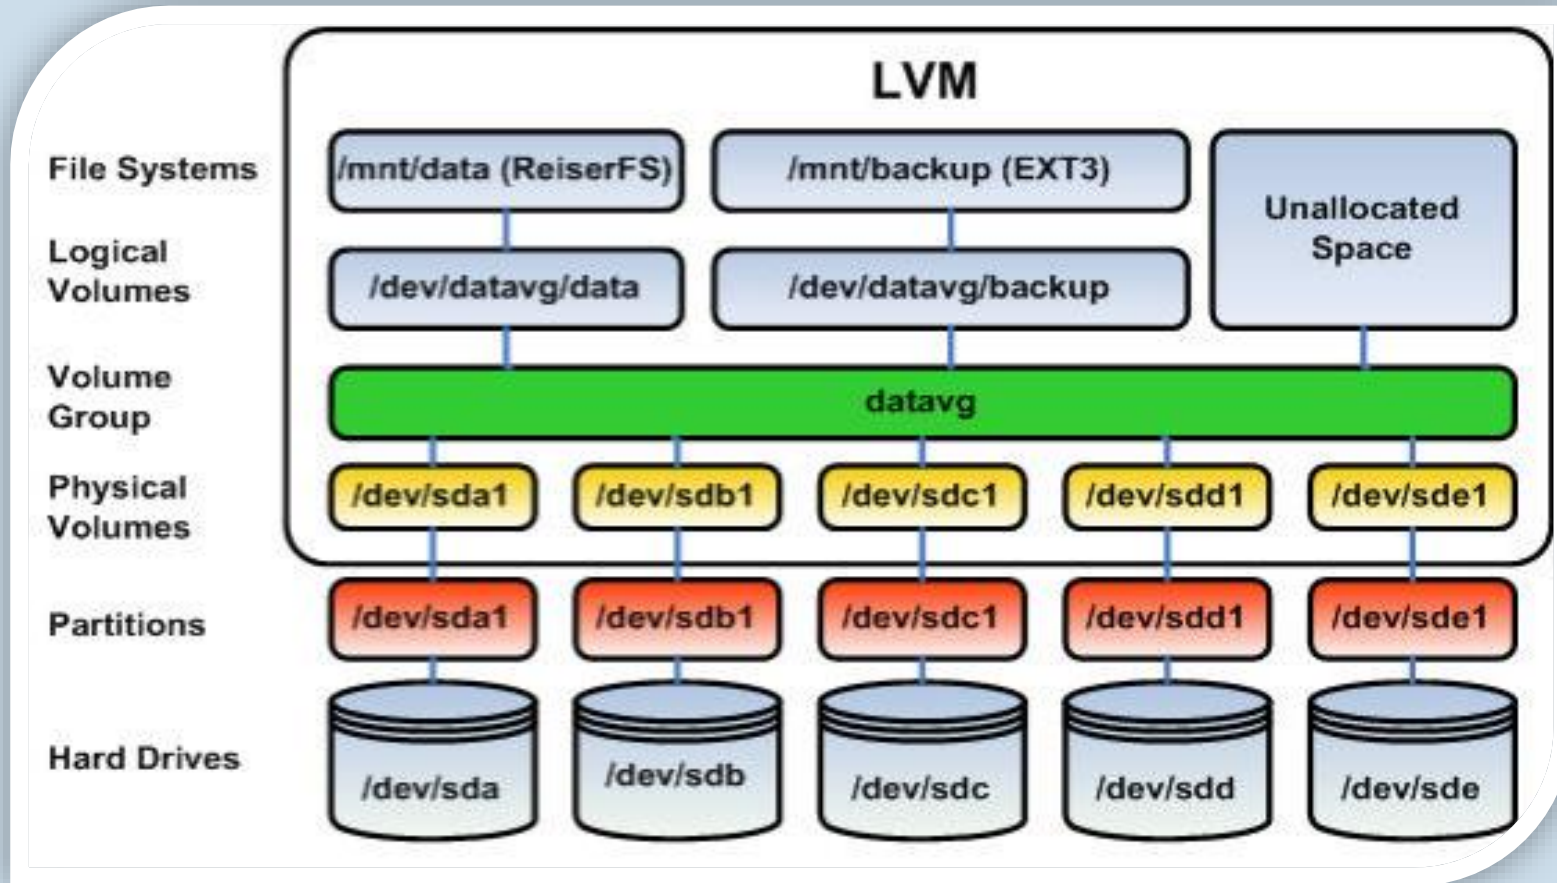 LVM
File Systems
/mnt/data (ReiserFS)
/mnt/backup (EXT3)
Unallocated
Space
Logical
Volumes
/dev/datavg/data
/dev/datavg/backup
Volume
Group
datavg
Physical
Volumes
/dev/sda1
/dev/sdb1
/dev/sdc1
/dev/sdd1
/dev/sde1
Partitions
/dev/sda1
/dev/sdb1
/dev/sdc1
/dev/sdd1
/dev/sde1
Hard Drives
/dev/sda
/dev/sdb
/dev/sdc
/dev/sdd
/dev/sde